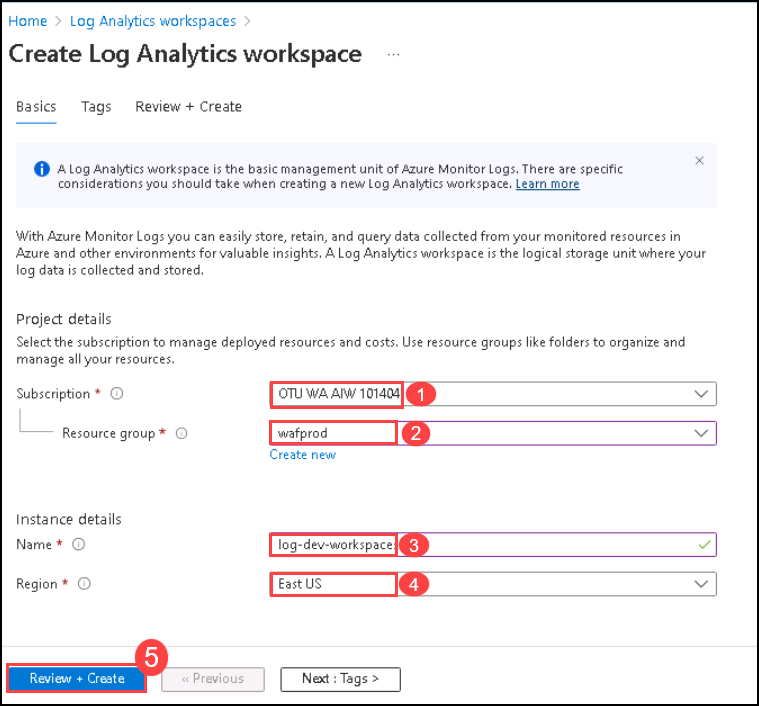 Home > Log Analytics workspaces >
Create Log Analytics workspace ...
Basics Tags Review + Create
A Log Analytics workspace is the basic management unit of Azure Monitor Logs. There are specific
considerations you should take when creating a new Log Analytics workspace. Learn more
With Azure Monitor Logs you can easily store, retain, and query data collected from your monitored resources in
Azure and other environments for valuable insights. A Log Analytics workspace is the logical storage unit where your
log data is collected and stored.
Project details
Select the subscription to manage deployed resources and costs. Use resource groups like folders to organize and
manage all your resources.
Subscription * OTU WA AIW 101404 1
Resource group * wafprod 2
Create new
Instance details
Name * log-dev-workspace 3
Region * East US 4
5
Review + Create « Previous Next : Tags >